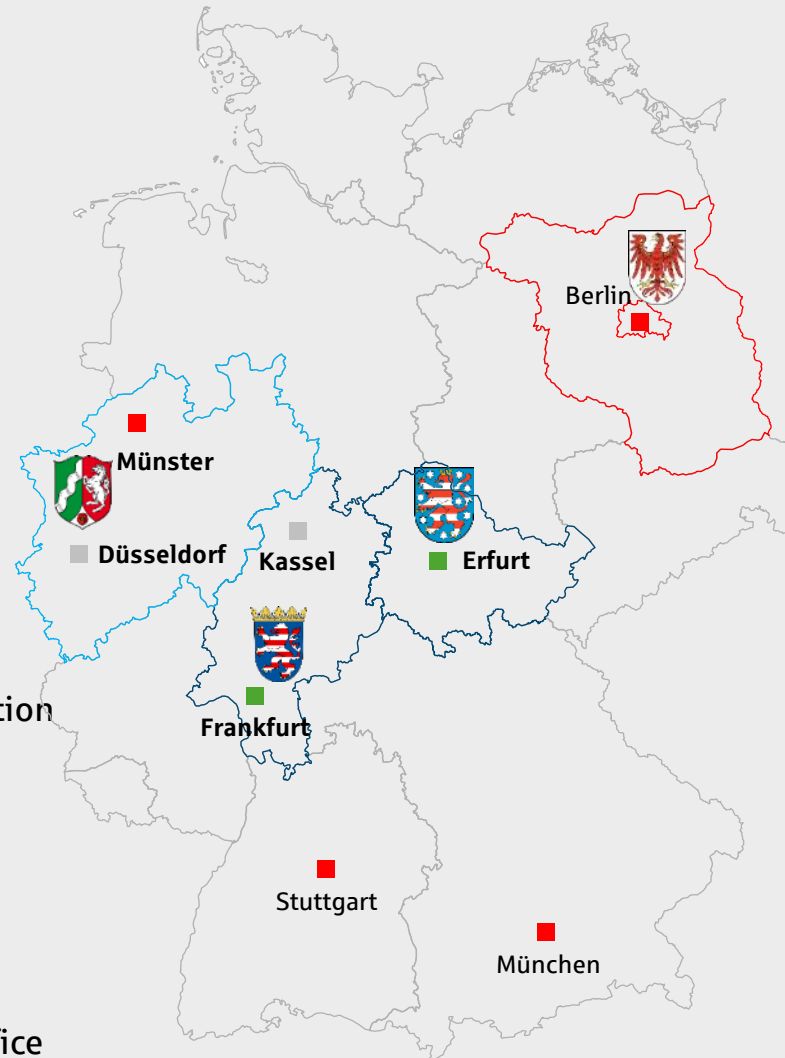 Berlin
Münster
Düsseldorf
Kassel
Erfurt
Frankfurt
Stuttgart
München